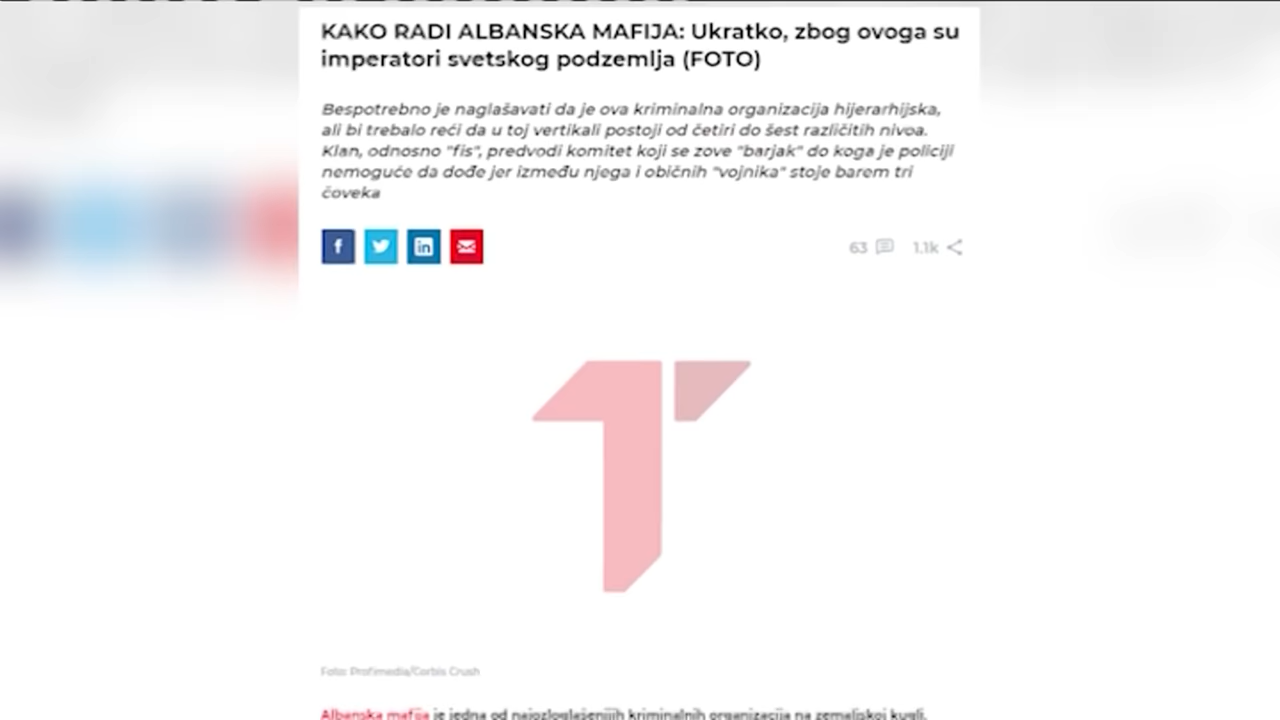 KAKO RADI ALBANSKA MAFIJA: Ukratko, zbog ovoga su
imperatori svetskog podzemlja (FOTO)
Bespotrebno je naglašavati da je ova kriminalna organizacija hijerarhijska,
ali bi trebalo reći da u toj vertikali postoji od četiri do šest različitih nivoa.
Klan, odnosno "fis", predvodi komitet koji se zove "barjak" do koga je policiji
nemoguće da dođe jer između njega i običnih "vojnika" stoje barem tri
čoveka
63 1.1k
Foto: Profimedia/Corbis Crush
Albanska mafija je jedna od najozloglašenijih kriminalnih organizacija na zemaljskoj kugli.